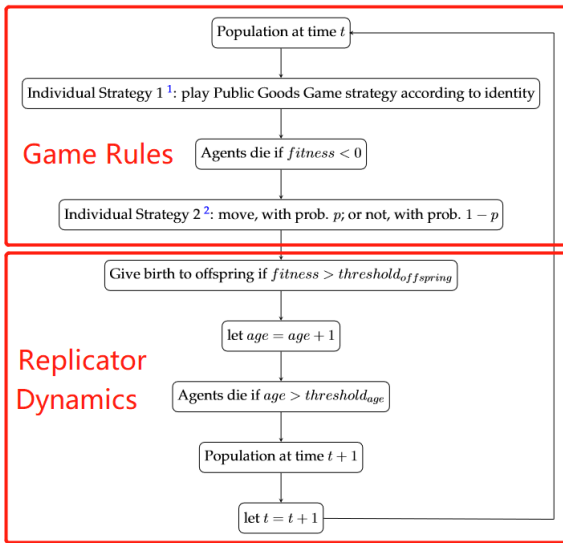 Population at time t
Individual Strategy 1 ¹: play Public Goods Game strategy according to identity
Game Rules
Agents die if fitness < 0
Individual Strategy 2 ²: move, with prob. p; or not, with prob. 1 − p
Give birth to offspring if fitness > threshold_offspring
let age = age + 1
Replicator
Dynamics
Agents die if age > threshold_age
Population at time t + 1
let t = t + 1